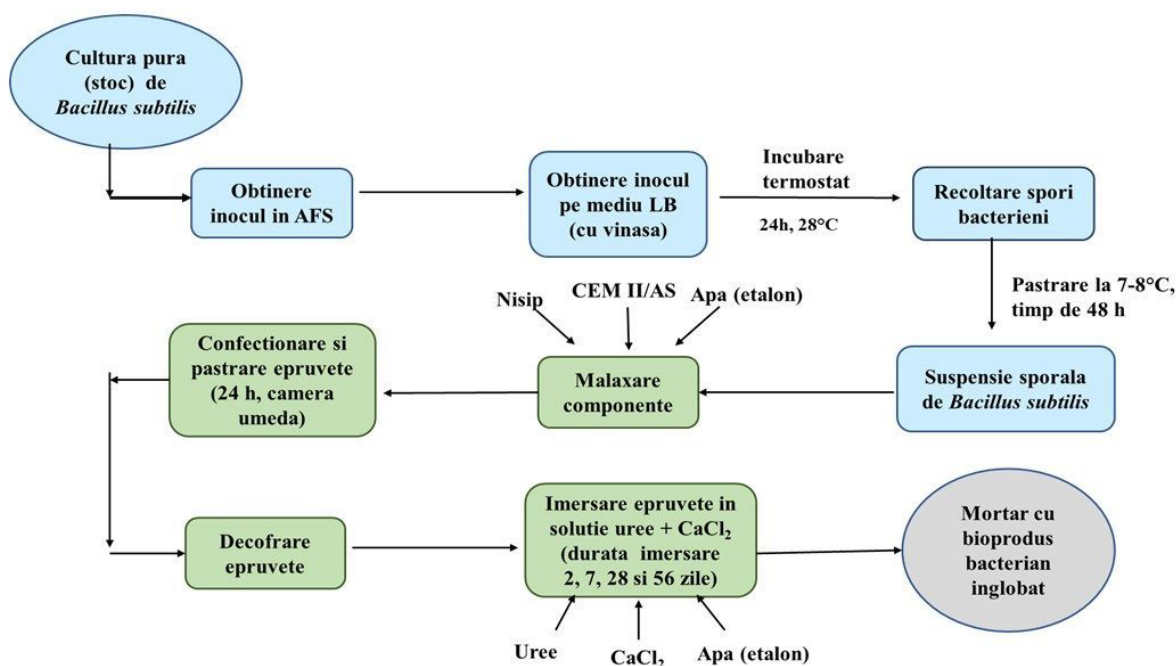 Cultura pura
(stoc) de
Bacillus subtilis
Obtinere
inocul in AFS
Obtinere inocul
pe mediu LB
(cu vinasa)
Incubare
termostat
24h, 28°C
Recoltare spori
bacterieni
Pastrare la 7-8°C,
timp de 48 h
Suspensie sporala
de Bacillus subtilis
Nisip
CEM II/AS
Apa (etalon)
Malaxare
componente
Confectionare si
pastrare epruvete
(24 h, camera
umeda)
Decofrare
epruvete
Imersare epruvete in
solutie uree + CaCl₂
(durata imersare
2, 7, 28 si 56 zile)
Uree
CaCl₂
Apa (etalon)
Mortar cu
bioprodus
bacterian
inglobat